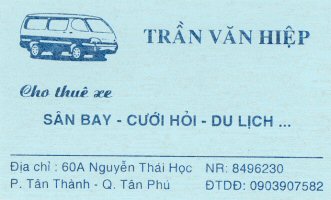 TRẦN VĂN HIỆP
Cho thuê xe
SÂN BAY - CƯỚI HỎI - DU LỊCH ...
Địa chỉ : 60A Nguyễn Thái Học NR: 8496230
P. Tân Thành - Q. Tân Phú ĐTDĐ: 0903907582